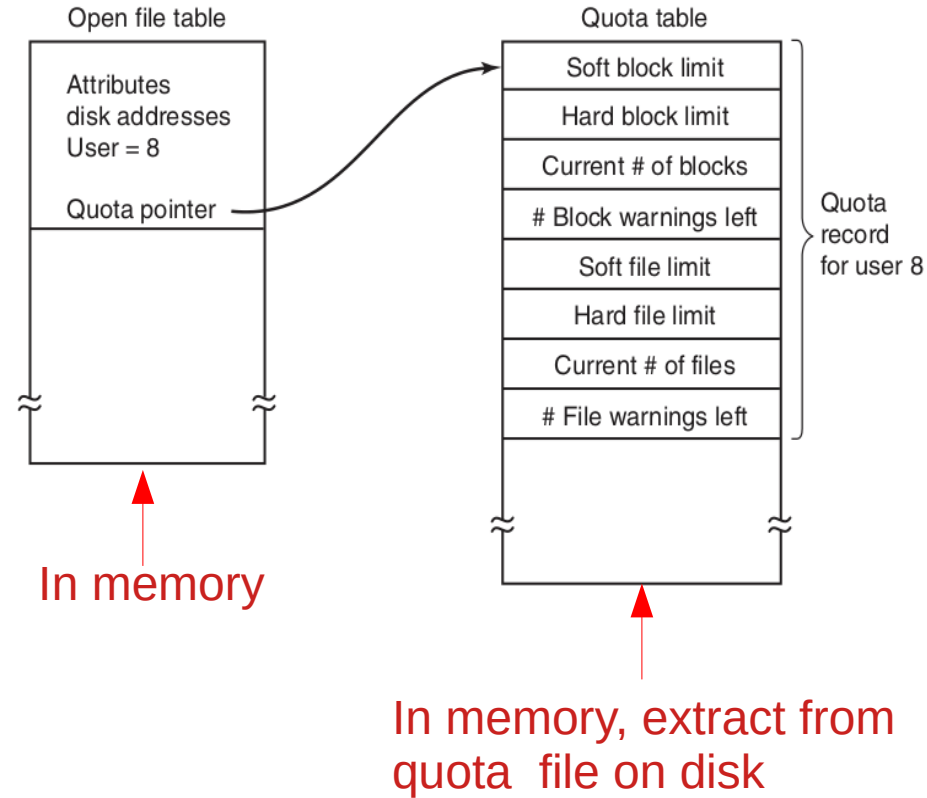 Open file table
Attributes
disk addresses
User = 8
Quota pointer
In memory
Quota table
Soft block limit
Hard block limit
Current # of blocks
# Block warnings left
Soft file limit
Hard file limit
Current # of files
# File warnings left
Quota
record
for user 8
In memory, extract from
quota  file on disk